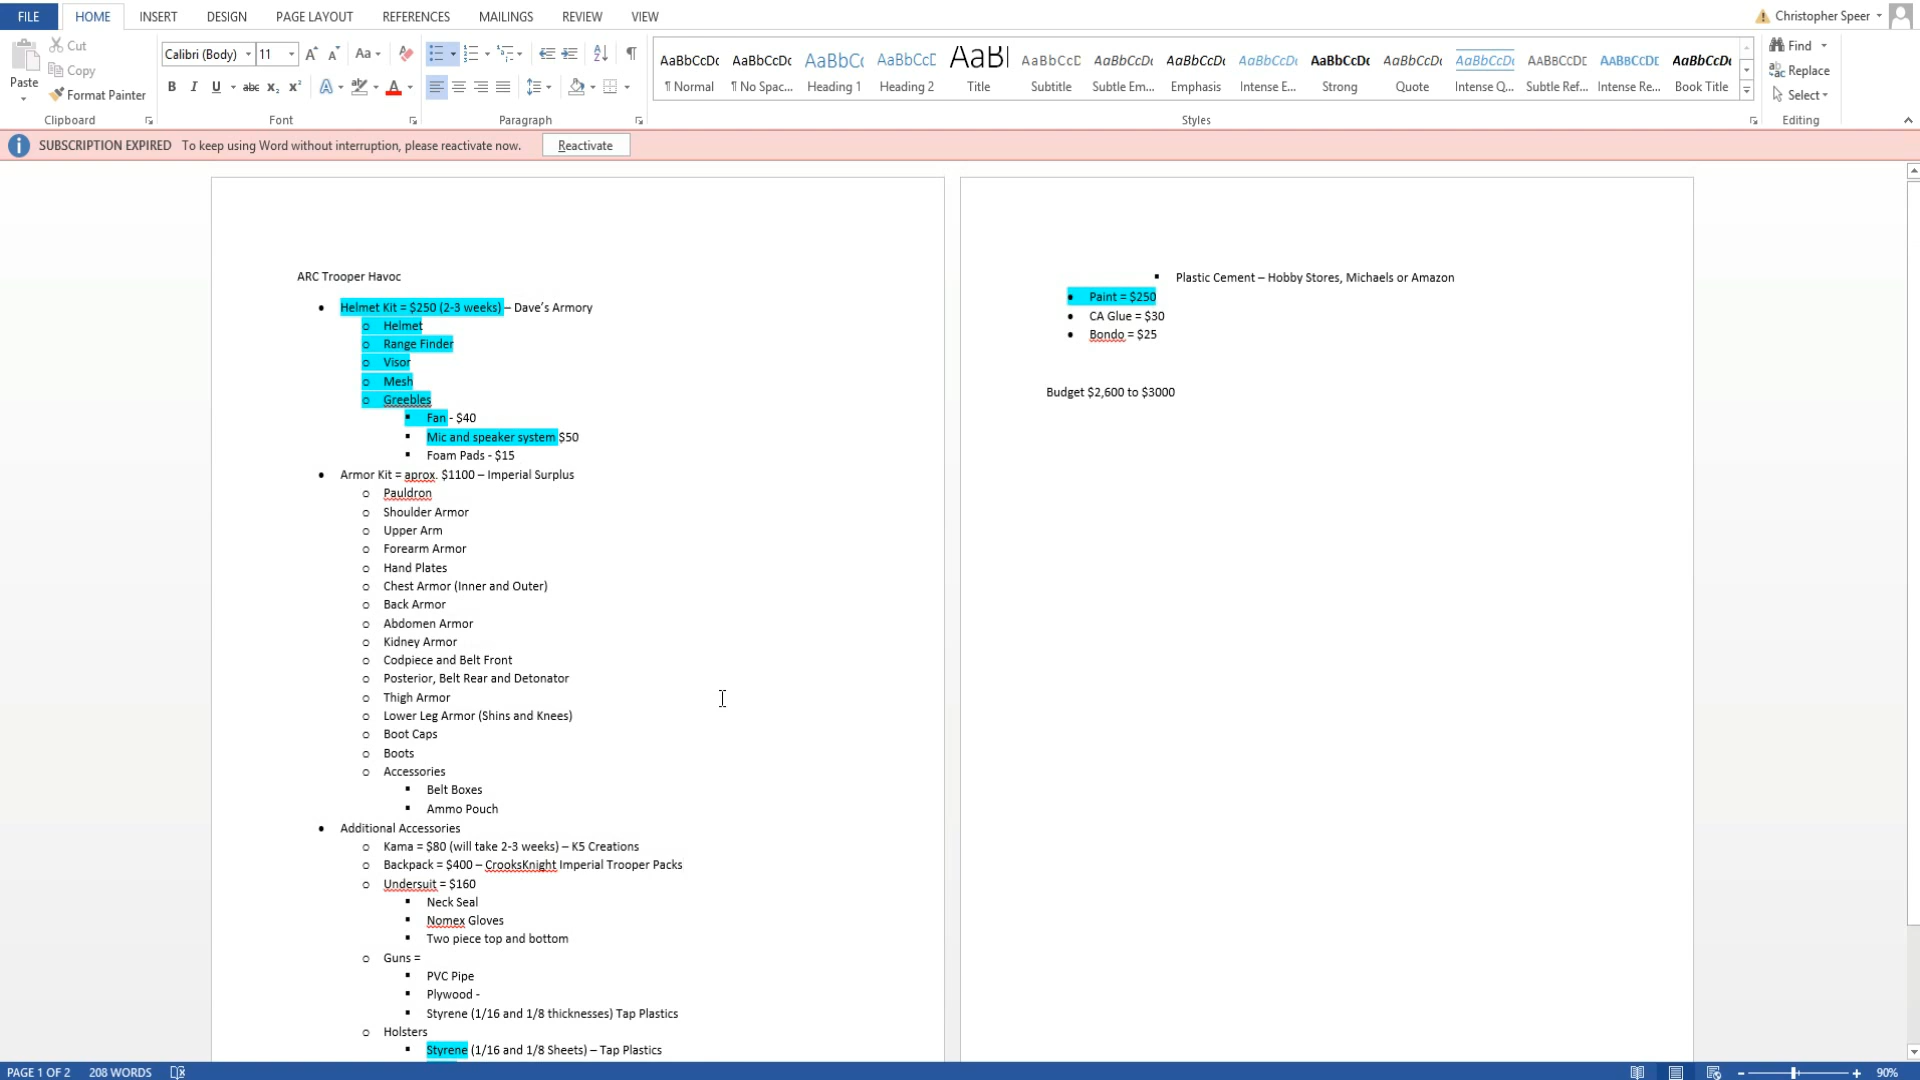 FILE HOME INSERT DESIGN PAGE LAYOUT REFERENCES MAILINGS REVIEW VIEW Christopher Speer
Paste
Cut
Copy
Format Painter
Clipboard
Calibri (Body) 11
Font
Paragraph
AaBbCcDc AaBbCcDc AaBbCc AaBbCcD AaBl AaBbCcD AaBbCcDc AaBbCcDc AaBbCcDc AaBbCcDc AaBbCcDc AaBbCcDc AaBbCcDc AaBbCcDc AaBbCcDc
¶ Normal ¶ No Spac... Heading 1 Heading 2 Title Subtitle Subtle Em... Emphasis Intense E... Strong Quote Intense Q... Subtle Ref... Intense Re... Book Title
Styles
Find
Replace
Select
Editing
SUBSCRIPTION EXPIRED To keep using Word without interruption, please reactivate now. Reactivate
ARC Trooper Havoc
• Helmet Kit = $250 (2-3 weeks) – Dave's Armory
o Helmet
o Range Finder
o Visor
o Mesh
o Greebles
▪ Fan - $40
▪ Mic and speaker system $50
▪ Foam Pads - $15
• Armor Kit = aprox. $1100 – Imperial Surplus
o Pauldron
o Shoulder Armor
o Upper Arm
o Forearm Armor
o Hand Plates
o Chest Armor (Inner and Outer)
o Back Armor
o Abdomen Armor
o Kidney Armor
o Codpiece and Belt Front
o Posterior, Belt Rear and Detonator
o Thigh Armor
o Lower Leg Armor (Shins and Knees)
o Boot Caps
o Boots
o Accessories
▪ Belt Boxes
▪ Ammo Pouch
• Additional Accessories
o Kama = $80 (will take 2-3 weeks) – K5 Creations
o Backpack = $400 – CrooksKnight Imperial Trooper Packs
o Undersuit = $160
▪ Neck Seal
▪ Nomex Gloves
▪ Two piece top and bottom
o Guns =
▪ PVC Pipe
▪ Plywood -
▪ Styrene (1/16 and 1/8 thicknesses) Tap Plastics
o Holsters
▪ Styrene (1/16 and 1/8 Sheets) – Tap Plastics
▪ Plastic Cement – Hobby Stores, Michaels or Amazon
• Paint = $250
• CA Glue = $30
• Bondo = $25
Budget $2,600 to $3000
PAGE 1 OF 2 208 WORDS 90%